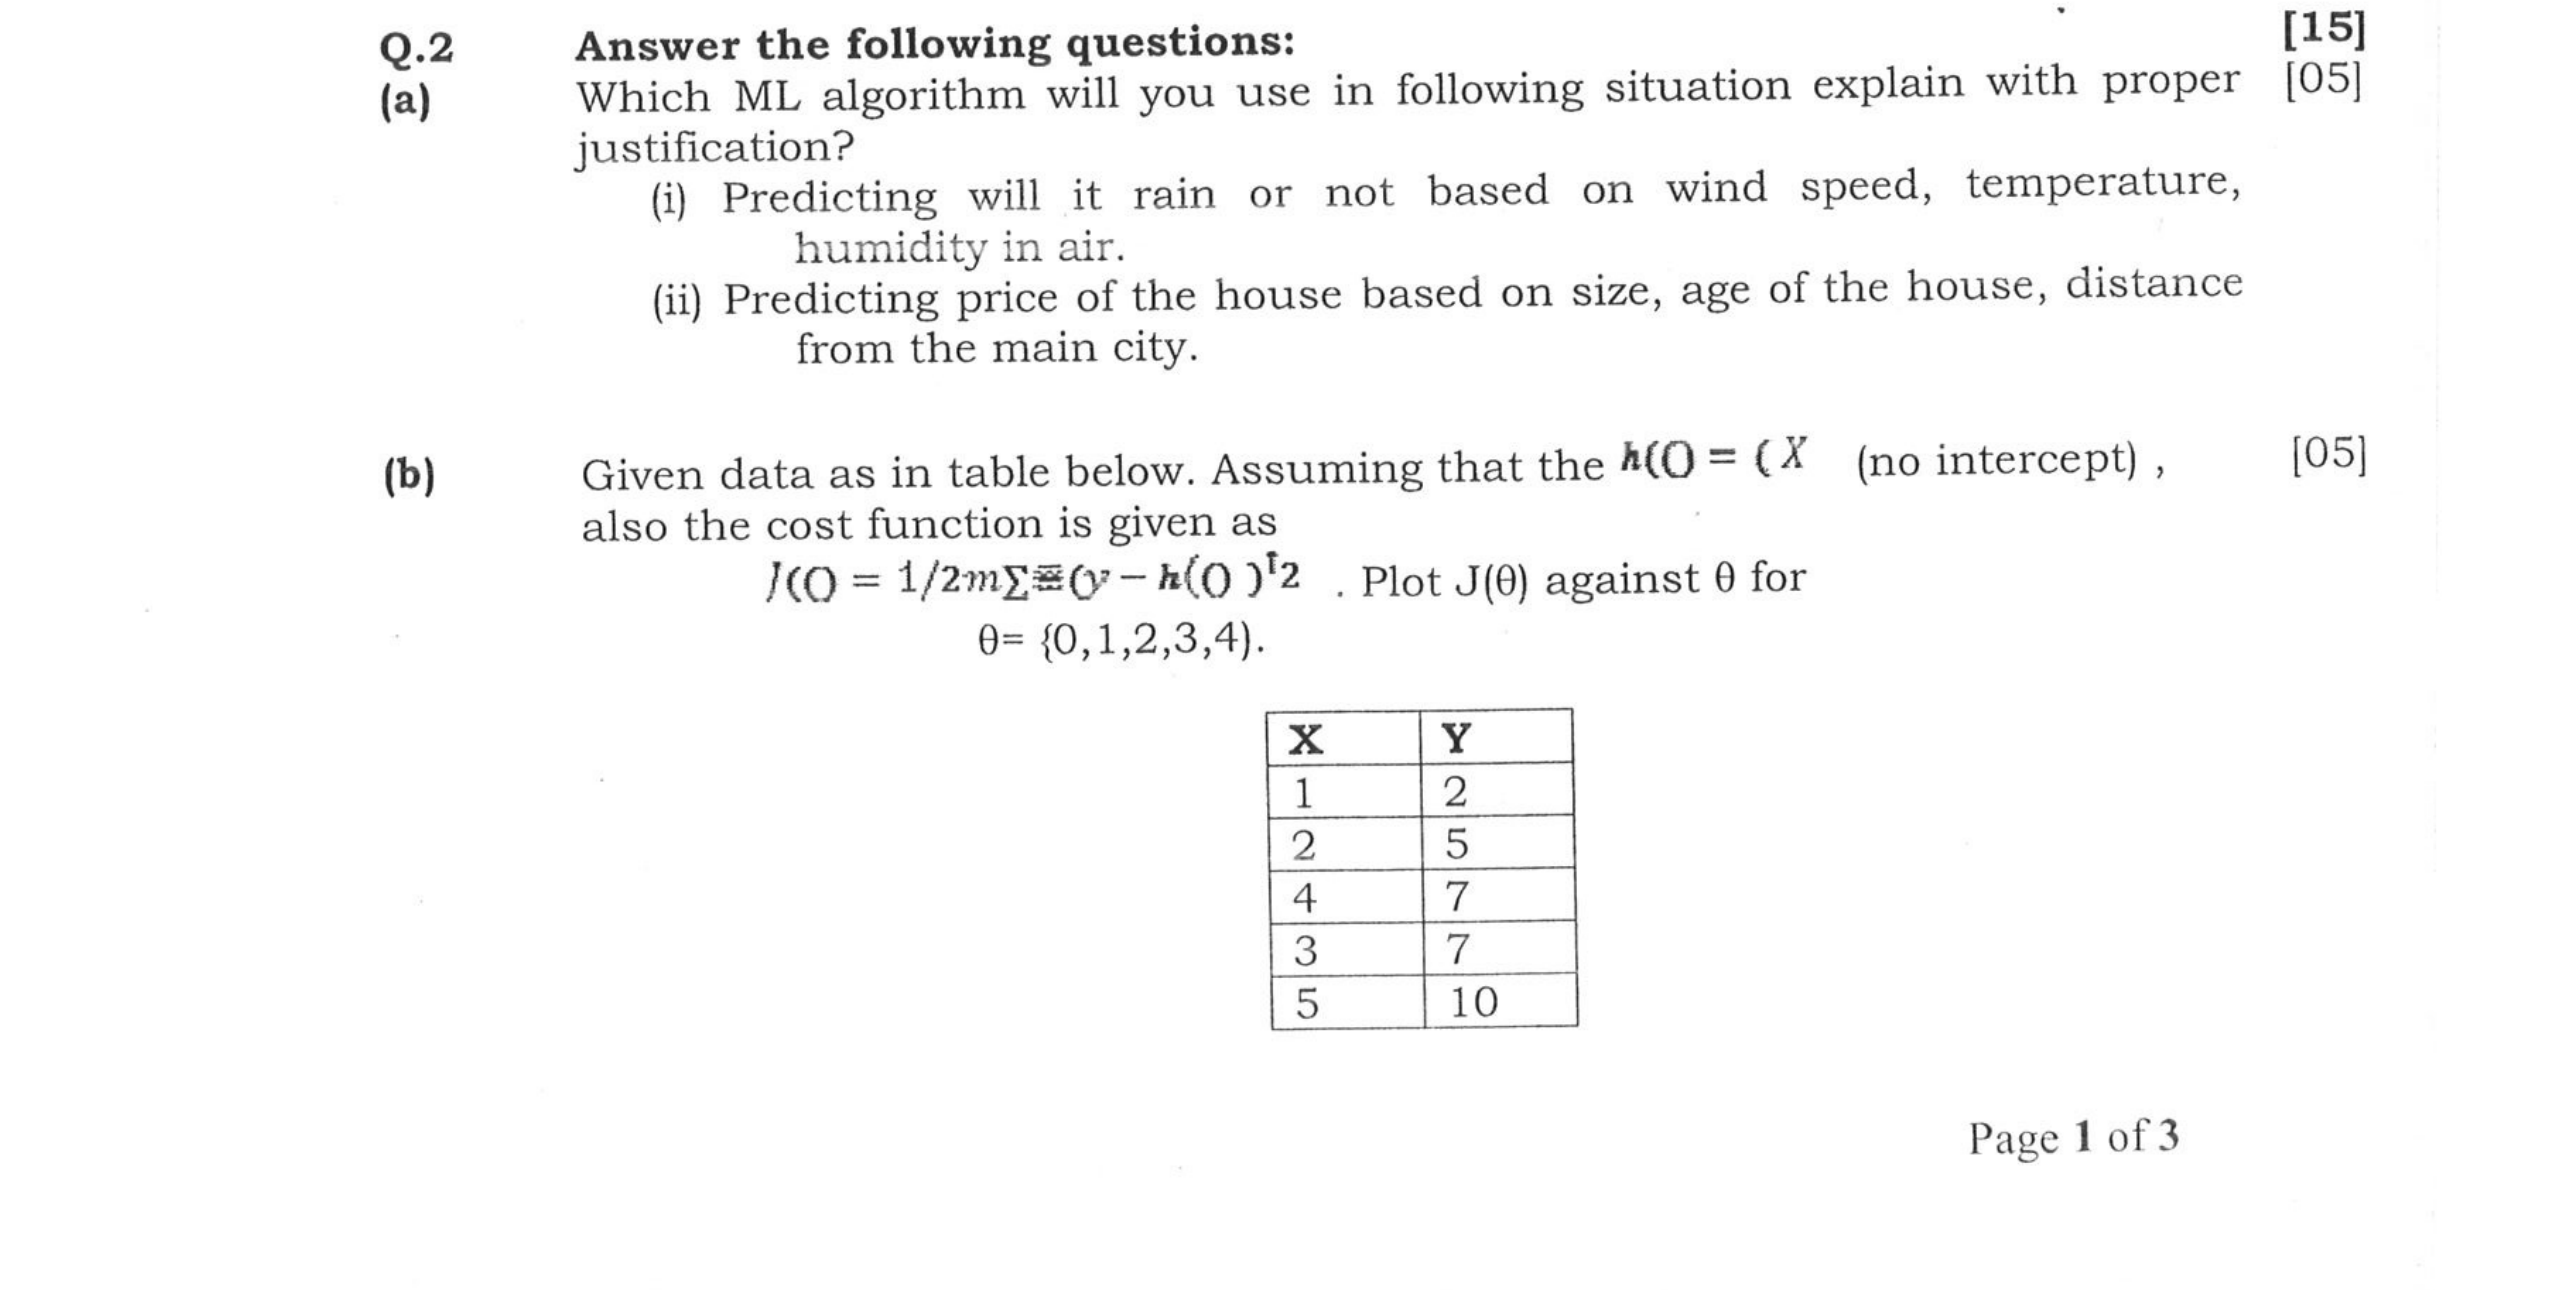 Q.2 Answer the following questions: [15]
(a) Which ML algorithm will you use in following situation explain with proper [05]
justification?
(i) Predicting will it rain or not based on wind speed, temperature,
humidity in air.
(ii) Predicting price of the house based on size, age of the house, distance
from the main city.
(b) Given data as in table below. Assuming that the h() = ( X (no intercept) , [05]
also the cost function is given as
J() = 1/2m∑(y − h() )↑2 . Plot J(θ) against θ for
θ= {0,1,2,3,4).
X Y
1 2
2 5
4 7
3 7
5 10
Page 1 of 3